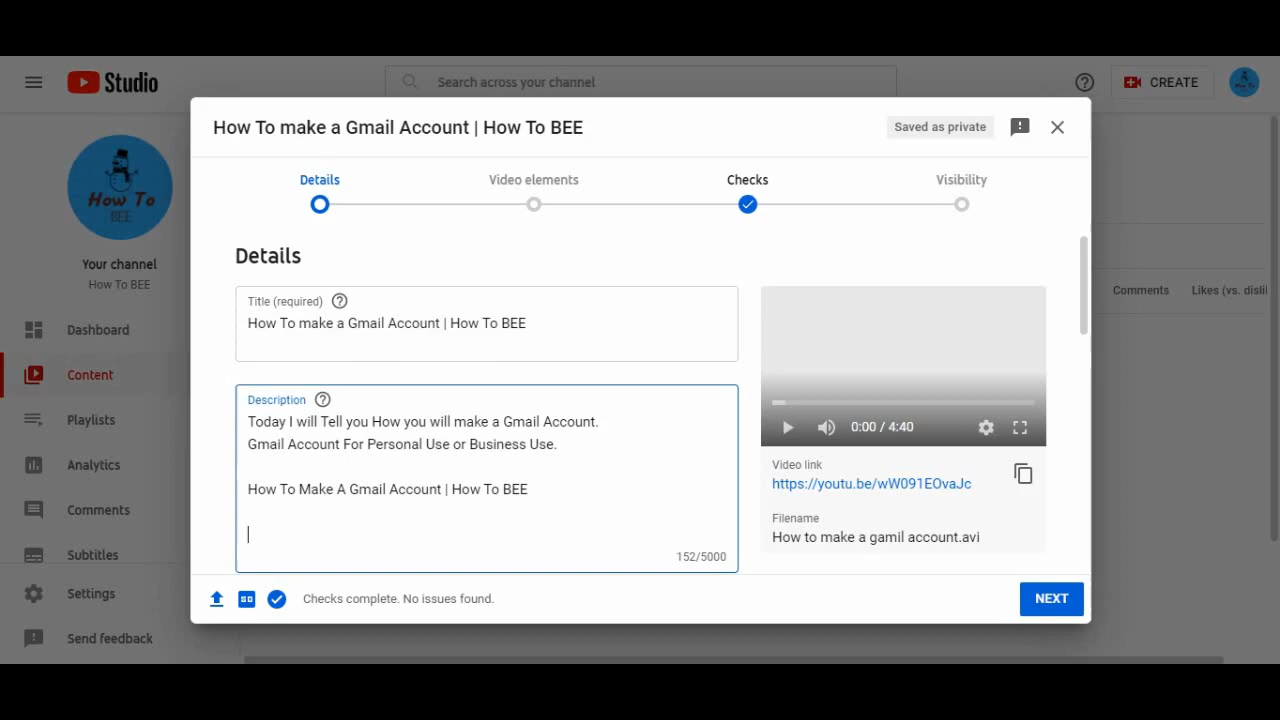 Studio
Search across your channel
CREATE
How To
BEE
Your channel
How To BEE
Dashboard
Content
Playlists
Analytics
Comments
Subtitles
Settings
Send feedback
How To make a Gmail Account | How To BEE
Saved as private
Details
Video elements
Checks
Visibility
Details
Title (required)
How To make a Gmail Account | How To BEE
Description
Today I will Tell you How you will make a Gmail Account.
Gmail Account For Personal Use or Business Use.
How To Make A Gmail Account | How To BEE
152/5000
0:00 / 4:40
Video link
https://youtu.be/wW091EOvaJc
Filename
How to make a gamil account.avi
SD
Checks complete. No issues found.
NEXT
Comments
Likes (vs. disli